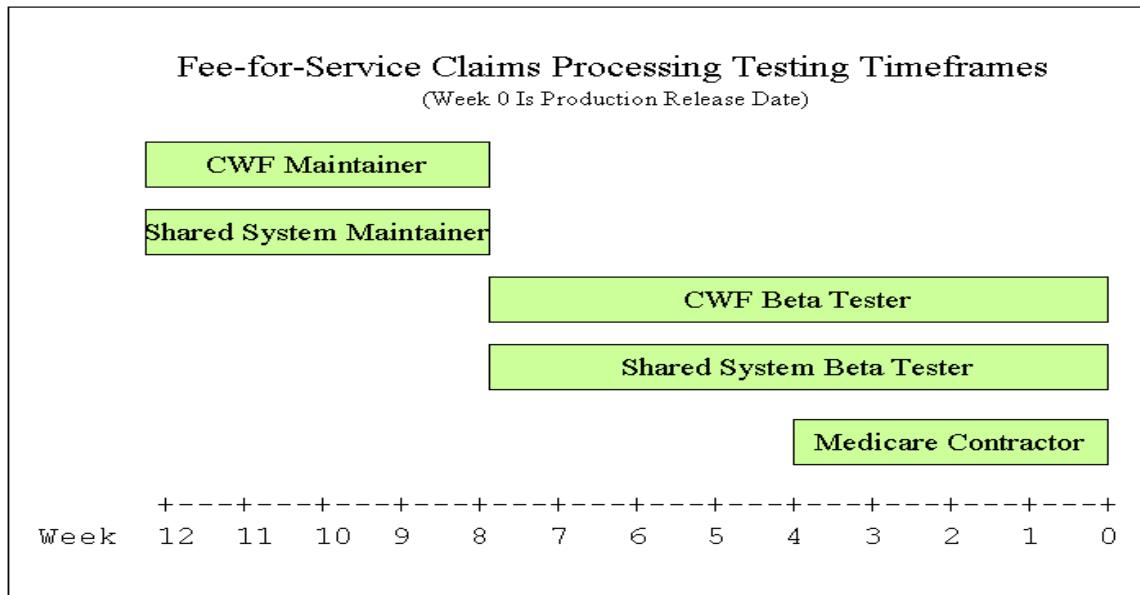 Fee-for-Service Claims Processing Testing Timeframes
(Week 0 Is Production Release Date)
CWF Maintainer
Shared System Maintainer
CWF Beta Tester
Shared System Beta Tester
Medicare Contractor
+---+---+---+---+---+---+---+---+---+---+---+---+
Week 12 11 10 9 8 7 6 5 4 3 2 1 0